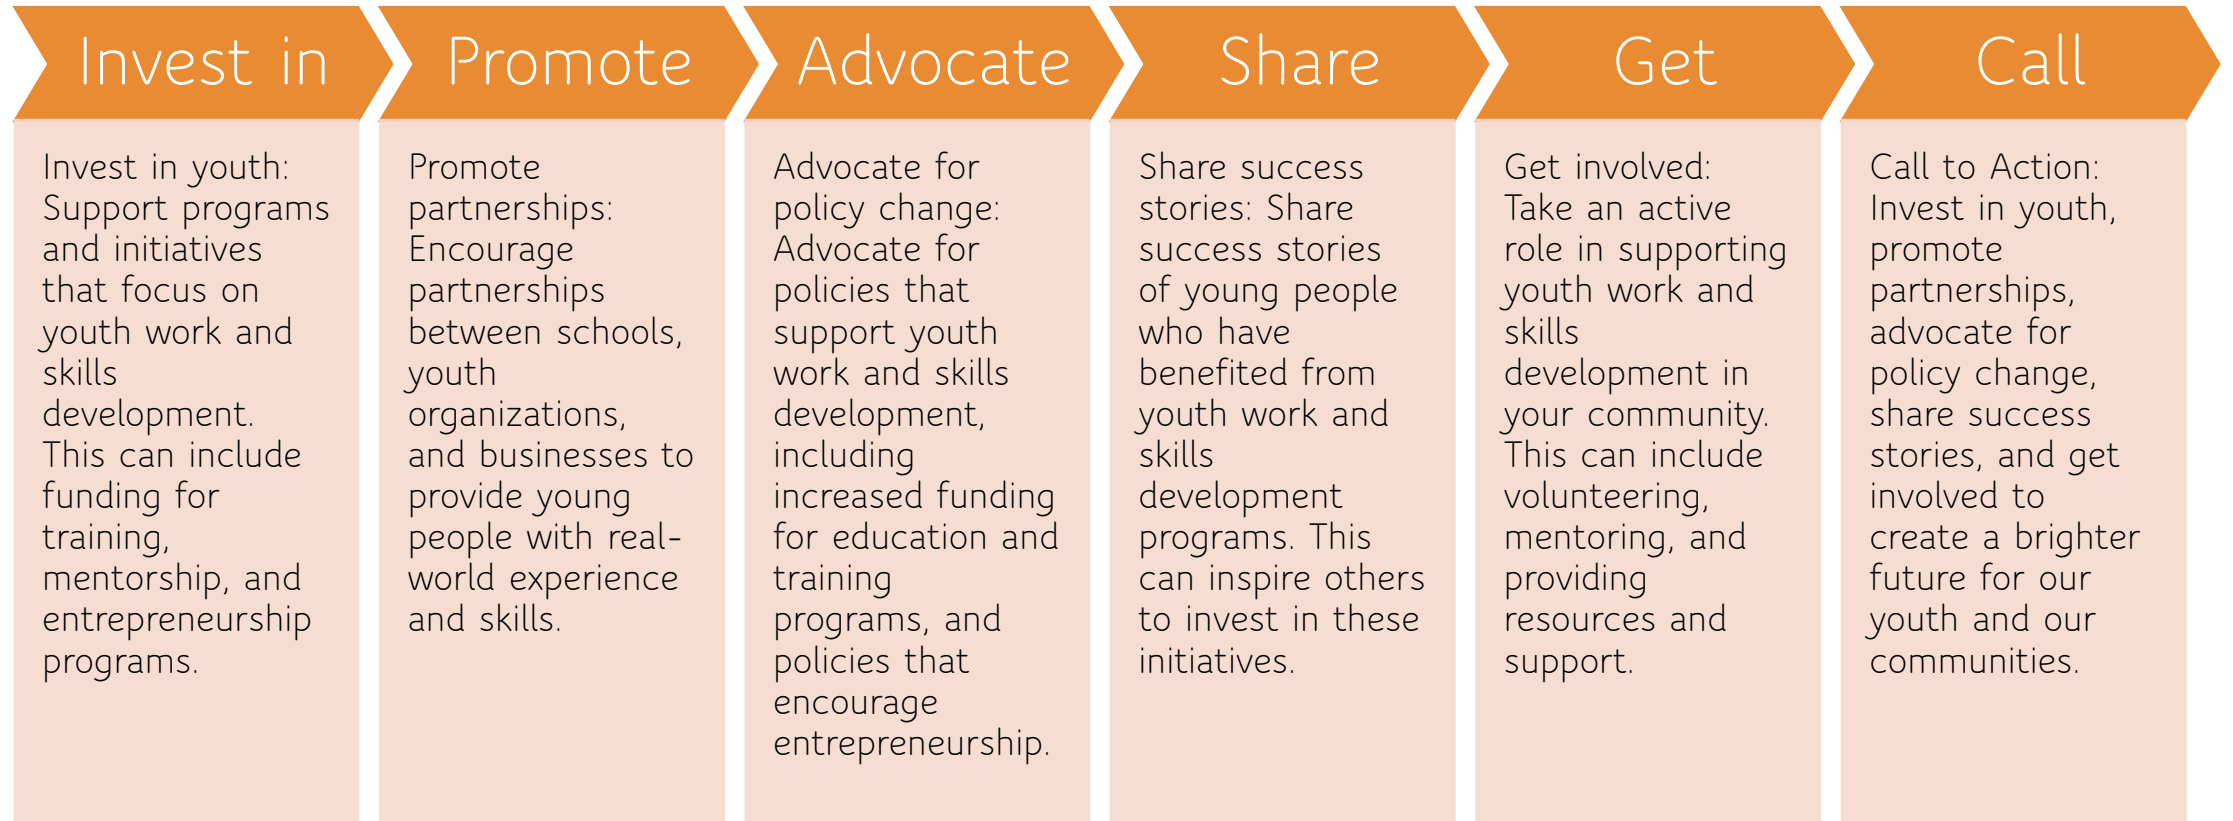 Invest in
Invest in youth:
Support programs
and initiatives
that focus on
youth work and
skills
development.
This can include
funding for
training,
mentorship, and
entrepreneurship
programs.
Promote
Promote
partnerships:
Encourage
partnerships
between schools,
youth
organizations,
and businesses to
provide young
people with real-
world experience
and skills.
Advocate
Advocate for
policy change:
Advocate for
policies that
support youth
work and skills
development,
including
increased funding
for education and
training
programs, and
policies that
encourage
entrepreneurship.
Share
Share success
stories: Share
success stories
of young people
who have
benefited from
youth work and
skills
development
programs. This
can inspire others
to invest in these
initiatives.
Get
Get involved:
Take an active
role in supporting
youth work and
skills
development in
your community.
This can include
volunteering,
mentoring, and
providing
resources and
support.
Call
Call to Action:
Invest in youth,
promote
partnerships,
advocate for
policy change,
share success
stories, and get
involved to
create a brighter
future for our
youth and our
communities.